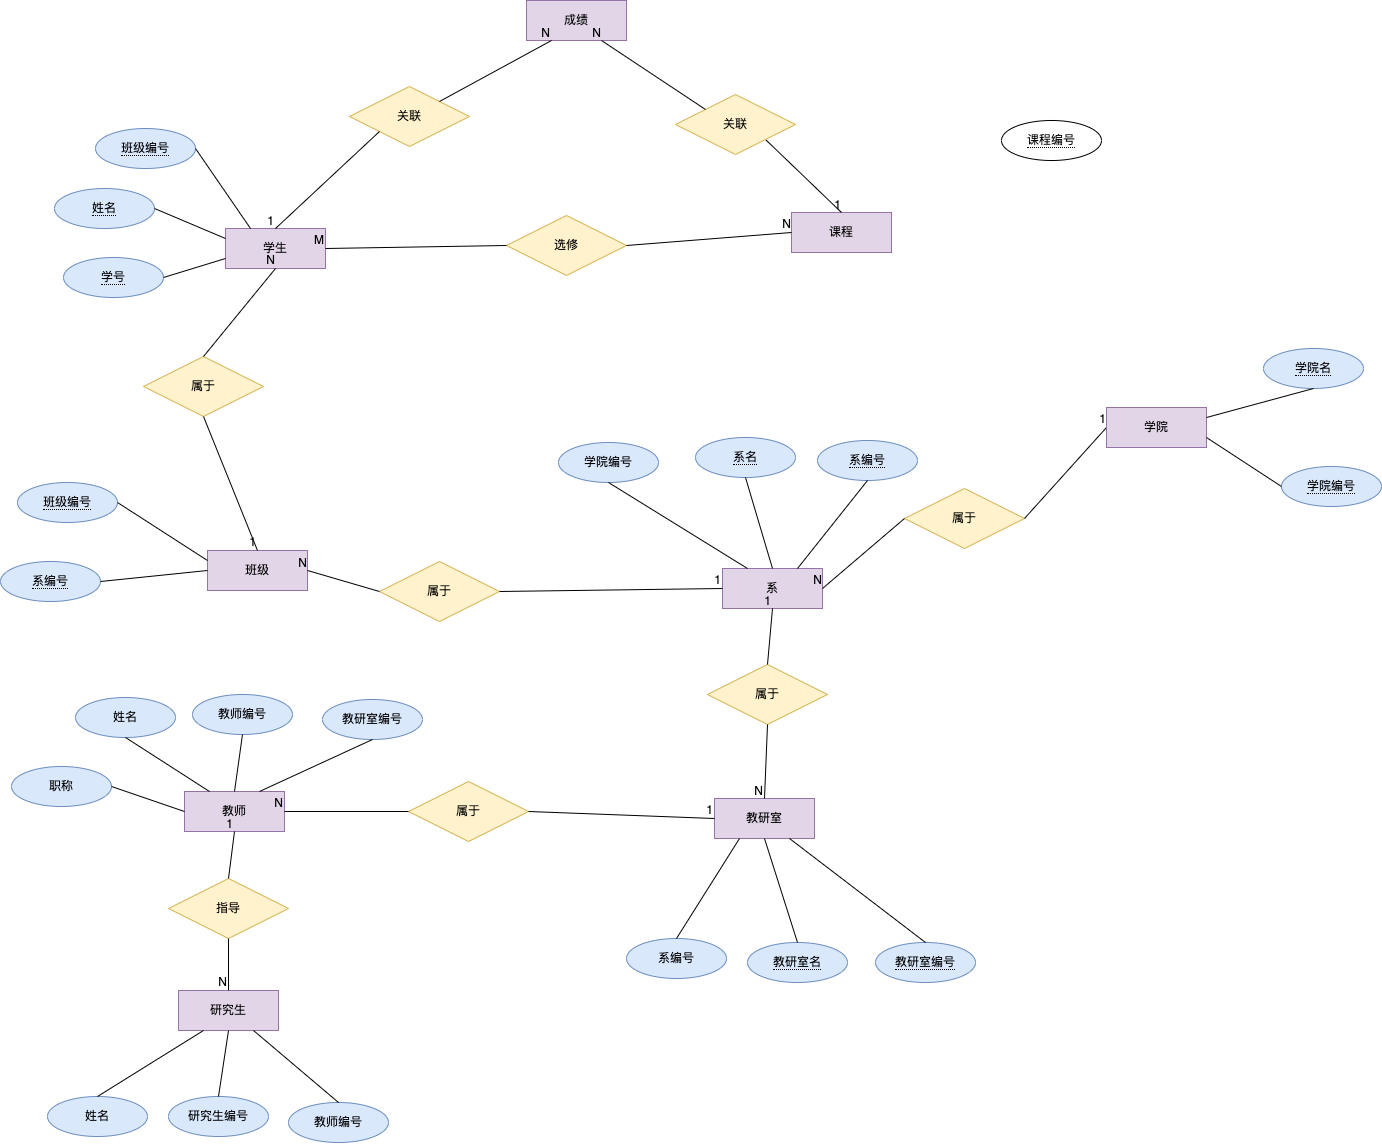 成绩
N
N
关联
关联
课程编号
班级编号
姓名
1
1
学生
M
N
选修
N
课程
学号
属于
学院名
1
学院
学院编号
系名
系编号
学院编号
班级编号
属于
1
班级
N
系编号
属于
1
系
N
1
属于
姓名
教师编号
教研室编号
职称
教师
N
1
属于
N
1
教研室
指导
系编号
教研室名
教研室编号
N
研究生
姓名
研究生编号
教师编号